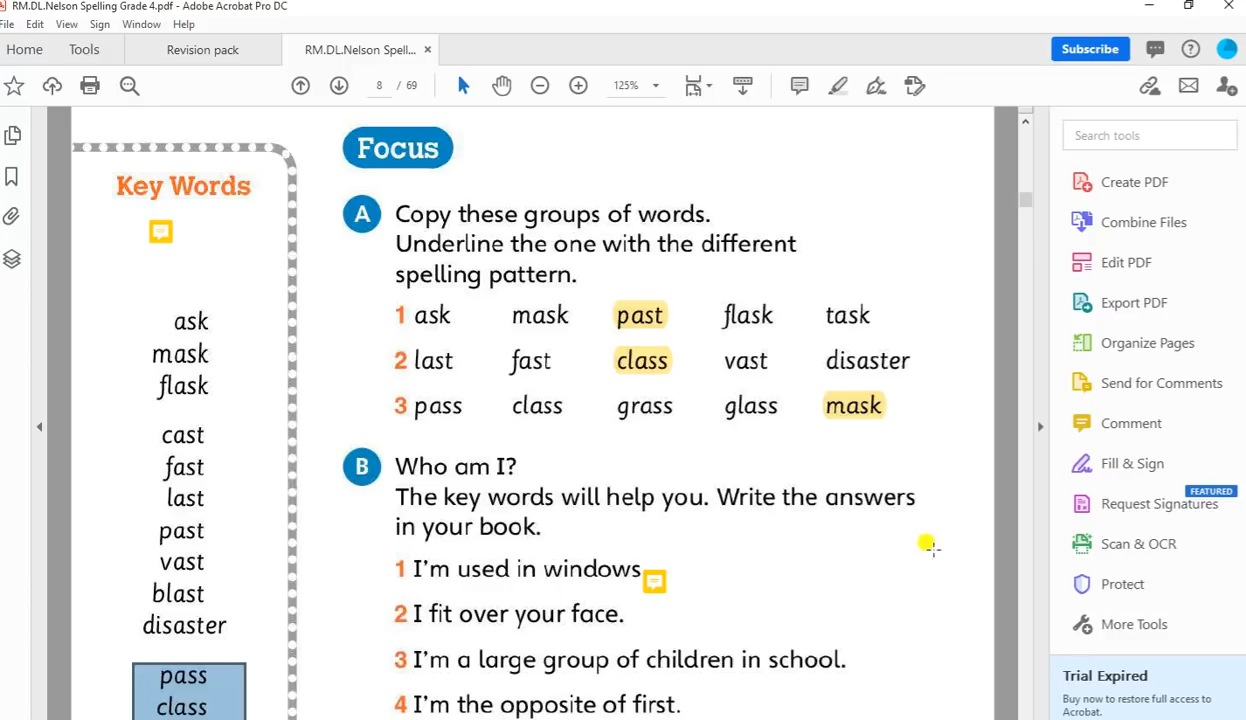 RM.DL.Nelson Spelling Grade 4.pdf - Adobe Acrobat Pro DC
File Edit View Sign Window Help
Home Tools Revision pack RM.DL.Nelson Spell... ×
Subscribe
8 / 69 125%
Focus
Key Words
ask
mask
flask
cast
fast
last
past
vast
blast
disaster
pass
class
A Copy these groups of words.
Underline the one with the different
spelling pattern.
1 ask mask past flask task
2 last fast class vast disaster
3 pass class grass glass mask
B Who am I?
The key words will help you. Write the answers
in your book.
1 I'm used in windows
2 I fit over your face.
3 I'm a large group of children in school.
4 I'm the opposite of first.
Search tools
Create PDF
Combine Files
Edit PDF
Export PDF
Organize Pages
Send for Comments
Comment
Fill & Sign
FEATURED
Request Signatures
Scan & OCR
Protect
More Tools
Trial Expired
Buy now to restore full access to
Acrobat.